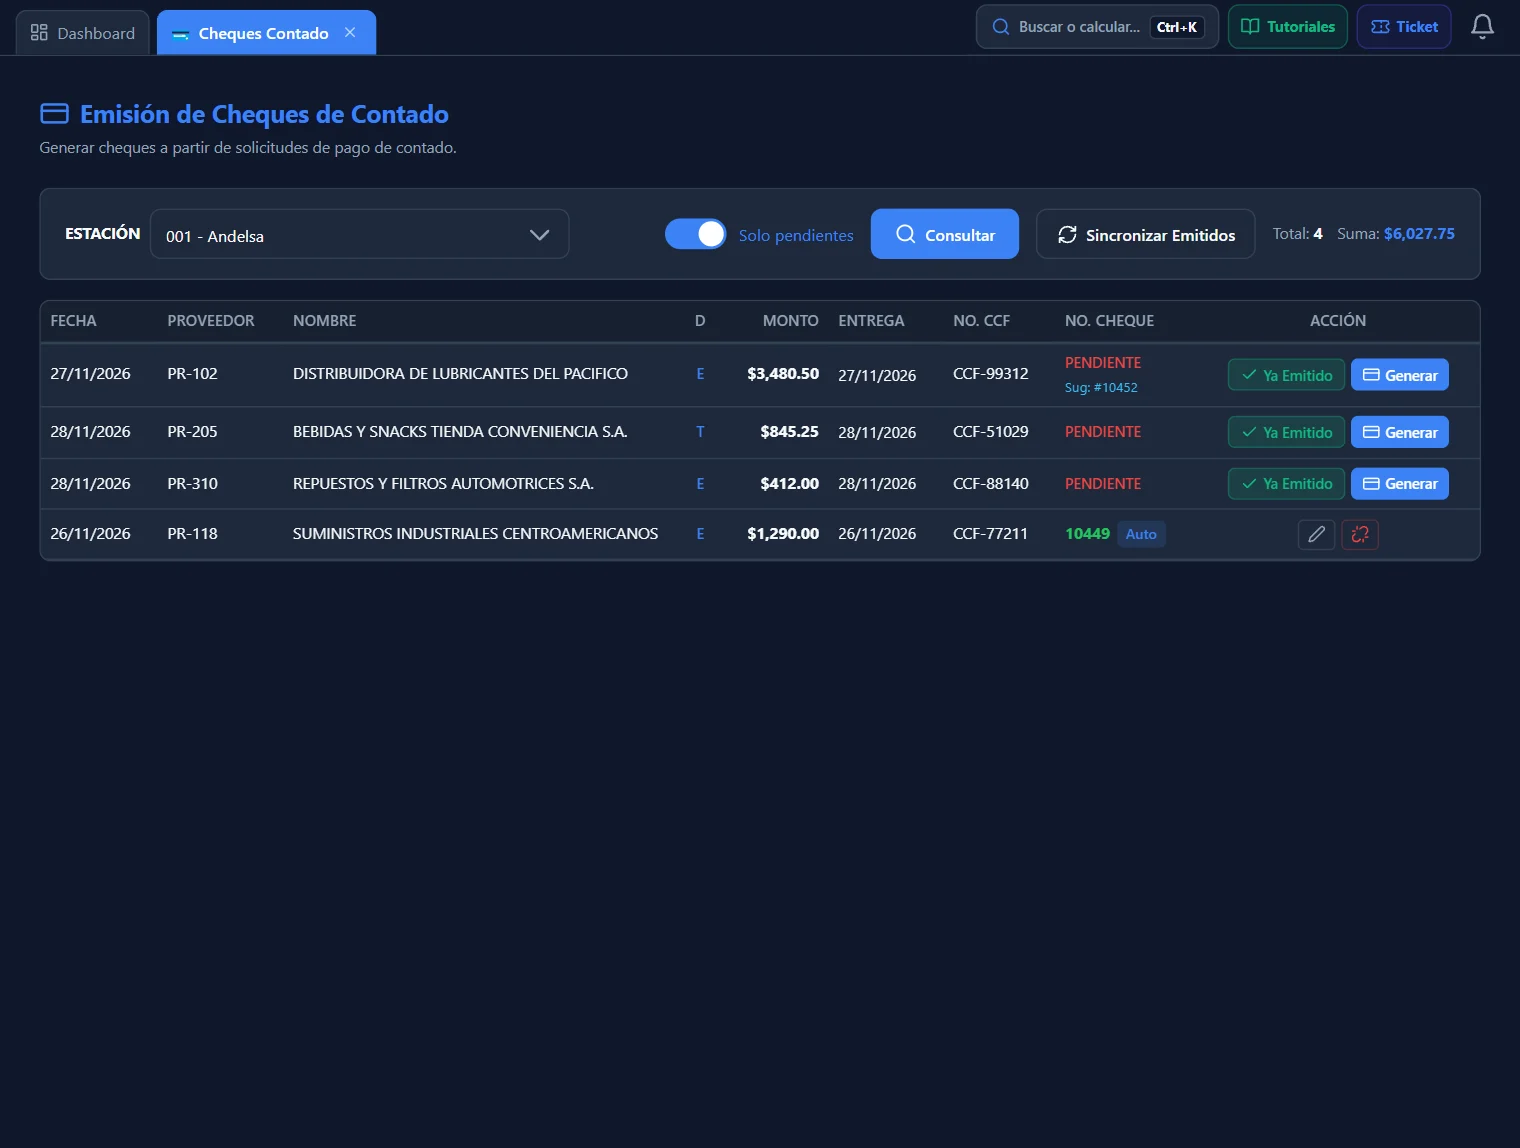 Dashboard
Cheques Contado
Buscar o calcular... Ctrl+K
Tutoriales
Ticket
Emisión de Cheques de Contado
Generar cheques a partir de solicitudes de pago de contado.
ESTACIÓN 001 - Andelsa Solo pendientes Consultar Sincronizar Emitidos Total: 4 Suma: $6,027.75
FECHA PROVEEDOR NOMBRE D MONTO ENTREGA NO. CCF NO. CHEQUE ACCIÓN
27/11/2026 PR-102 DISTRIBUIDORA DE LUBRICANTES DEL PACIFICO E $3,480.50 27/11/2026 CCF-99312 PENDIENTE Ya Emitido Generar
Sug: #10452
28/11/2026 PR-205 BEBIDAS Y SNACKS TIENDA CONVENIENCIA S.A. T $845.25 28/11/2026 CCF-51029 PENDIENTE Ya Emitido Generar
28/11/2026 PR-310 REPUESTOS Y FILTROS AUTOMOTRICES S.A. E $412.00 28/11/2026 CCF-88140 PENDIENTE Ya Emitido Generar
26/11/2026 PR-118 SUMINISTROS INDUSTRIALES CENTROAMERICANOS E $1,290.00 26/11/2026 CCF-77211 10449 Auto